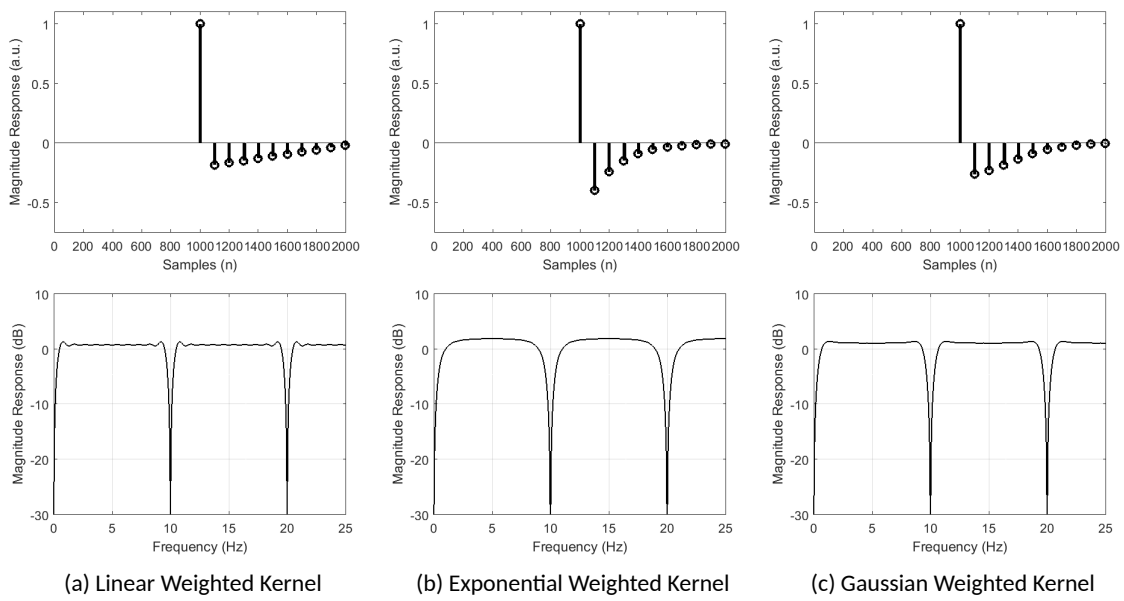 Magnitude Response (a.u.)
1
0.5
0
-0.5
0 200 400 600 800 1000 1200 1400 1600 1800 2000
Samples (n)
Magnitude Response (a.u.)
1
0.5
0
-0.5
0 200 400 600 800 1000 1200 1400 1600 1800 2000
Samples (n)
Magnitude Response (a.u.)
1
0.5
0
-0.5
0 200 400 600 800 1000 1200 1400 1600 1800 2000
Samples (n)
Magnitude Response (dB)
10
0
-10
-20
-30
0 5 10 15 20 25
Frequency (Hz)
Magnitude Response (dB)
10
0
-10
-20
-30
0 5 10 15 20 25
Frequency (Hz)
Magnitude Response (dB)
10
0
-10
-20
-30
0 5 10 15 20 25
Frequency (Hz)
(a) Linear Weighted Kernel
(b) Exponential Weighted Kernel
(c) Gaussian Weighted Kernel